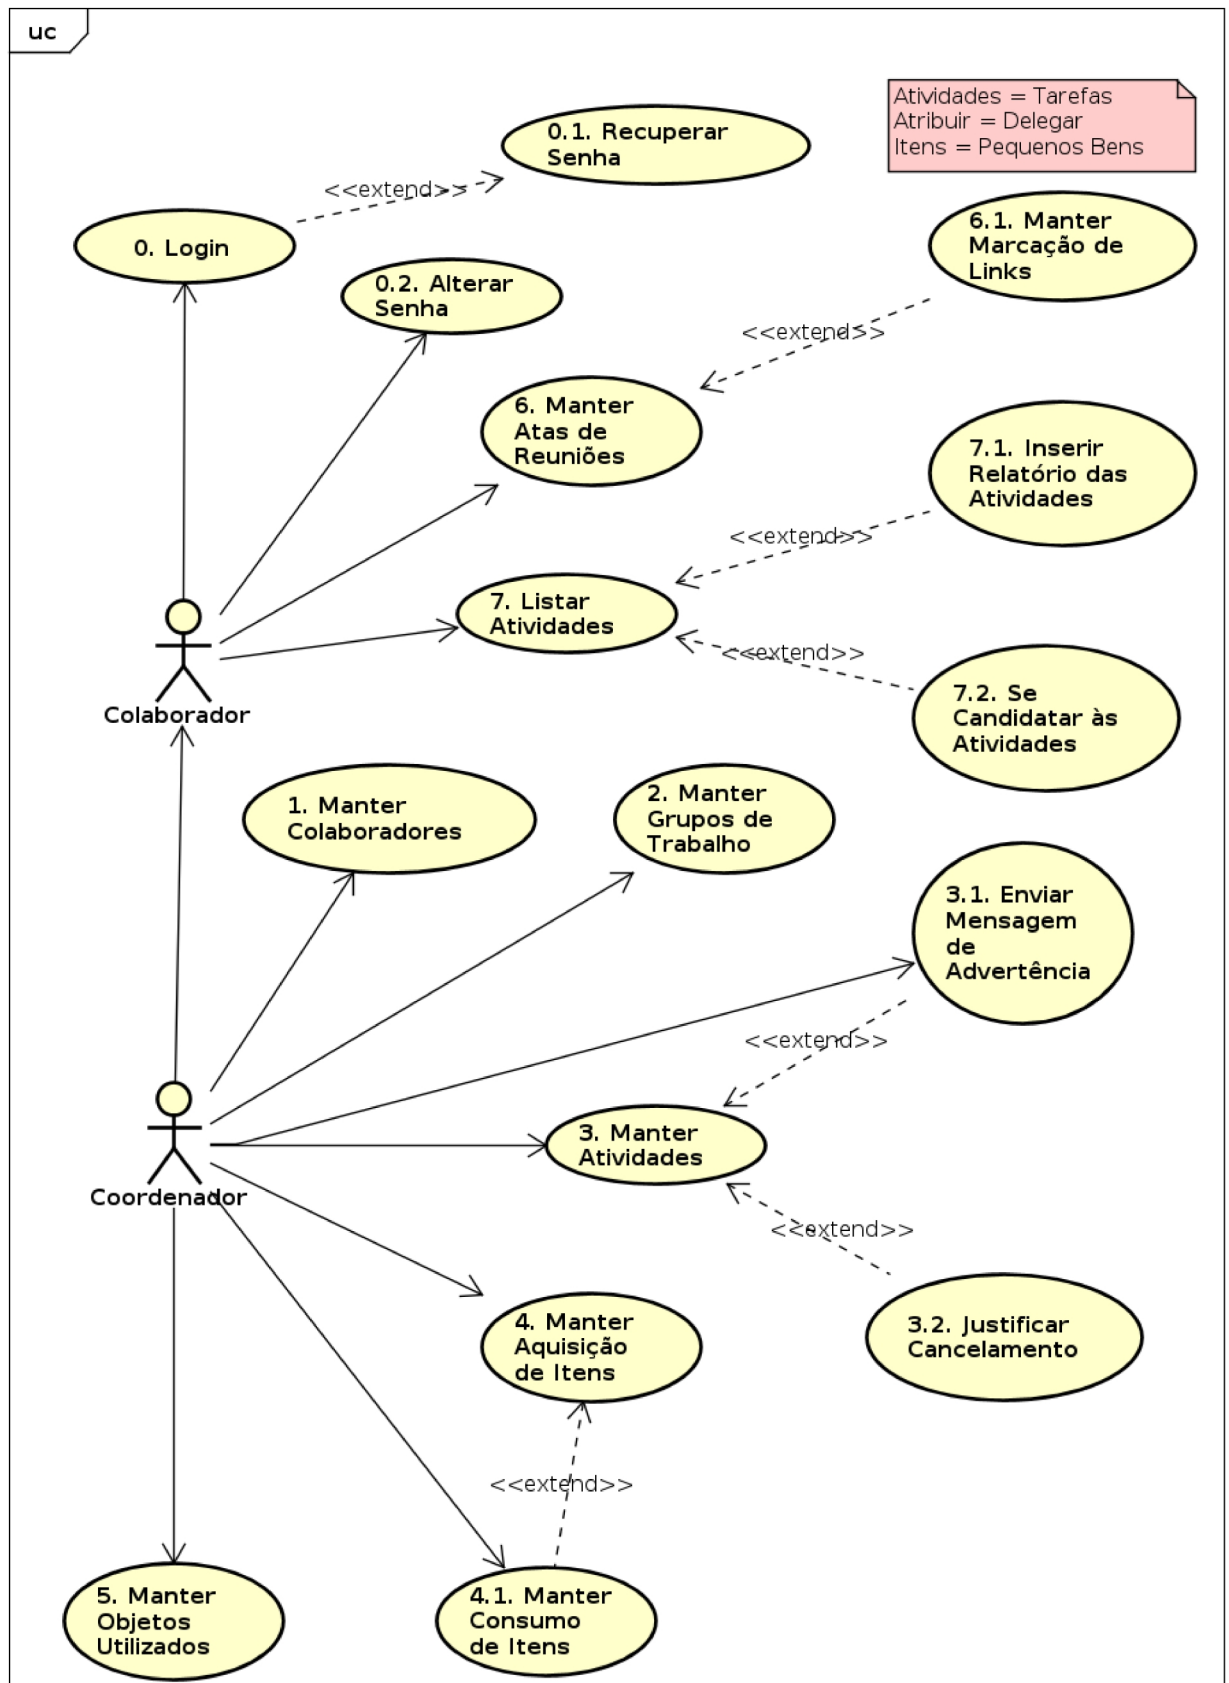 uc
Atividades = Tarefas
Atribuir = Delegar
Itens = Pequenos Bens
0.1. Recuperar
Senha
<<extend>>
0. Login
6.1. Manter
Marcação de
Links
0.2. Alterar
Senha
<<extend>>
6. Manter
Atas de
Reuniões
7.1. Inserir
Relatório das
Atividades
<<extend>>
7. Listar
Atividades
<<extend>>
7.2. Se
Candidatar às
Atividades
Colaborador
1. Manter
Colaboradores
2. Manter
Grupos de
Trabalho
3.1. Enviar
Mensagem
de
Advertência
<<extend>>
3. Manter
Atividades
Coordenador
<<extend>>
3.2. Justificar
Cancelamento
4. Manter
Aquisição
de Itens
<<extend>>
5. Manter
Objetos
Utilizados
4.1. Manter
Consumo
de Itens